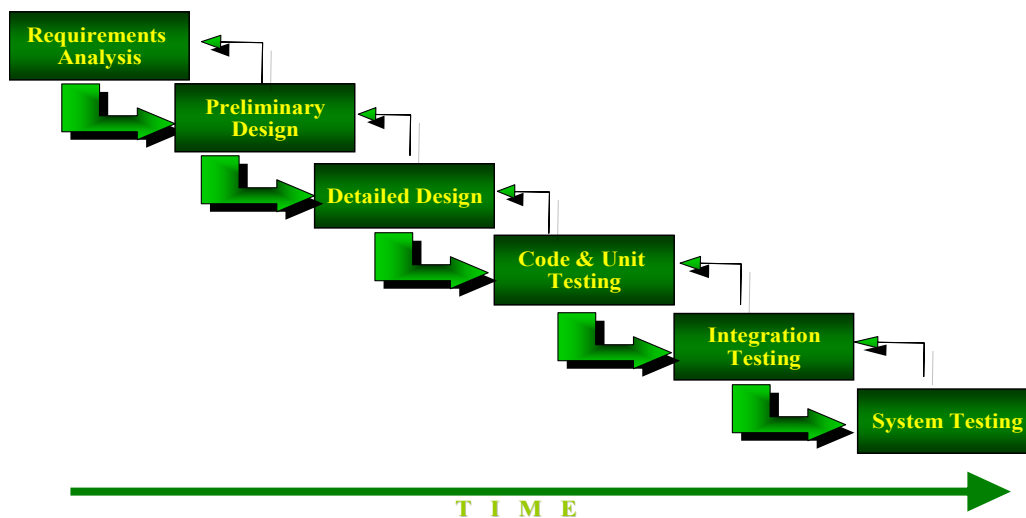 Requirements
Analysis
Preliminary
Design
Detailed Design
Code & Unit
Testing
Integration
Testing
System Testing
T I M E